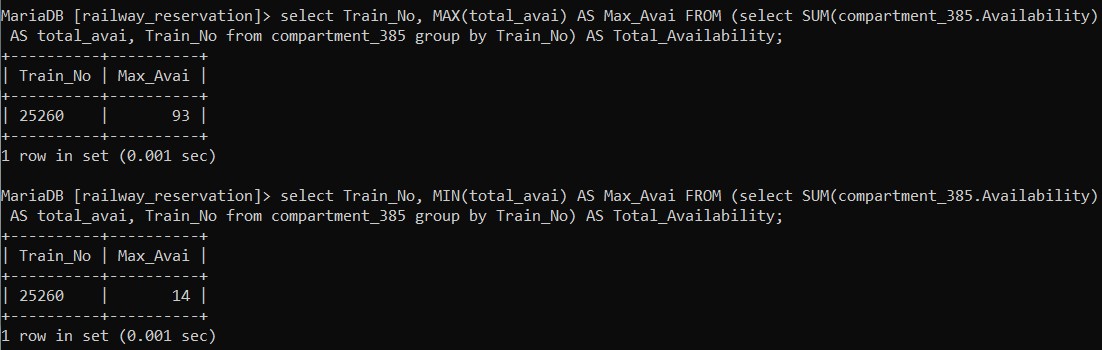 MariaDB [railway_reservation]> select Train_No, MAX(total_avai) AS Max_Avai FROM (select SUM(compartment_385.Availability)
 AS total_avai, Train_No from compartment_385 group by Train_No) AS Total_Availability;
+----------+----------+
| Train_No | Max_Avai |
+----------+----------+
| 25260    |       93 |
+----------+----------+
1 row in set (0.001 sec)

MariaDB [railway_reservation]> select Train_No, MIN(total_avai) AS Max_Avai FROM (select SUM(compartment_385.Availability)
 AS total_avai, Train_No from compartment_385 group by Train_No) AS Total_Availability;
+----------+----------+
| Train_No | Max_Avai |
+----------+----------+
| 25260    |       14 |
+----------+----------+
1 row in set (0.001 sec)